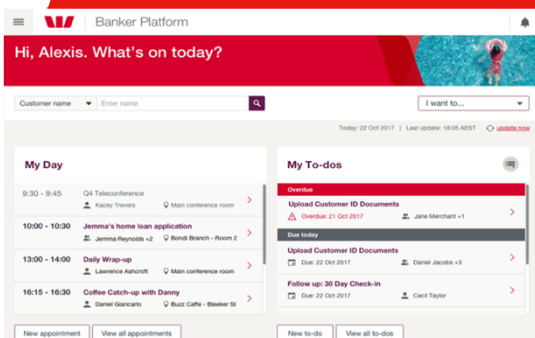 Banker Platform
Hi, Alexis. What's on today?
Customer name Enter name I want to...
Today: 22 Oct 2017 | Last update: 18:05 AEST update now
My Day
9:30 - 9:45 Q4 Teleconference
Kacey Trevers Main conference room
10:00 - 10:30 Jemma's home loan application
Jemma Reynolds +2 Bondi Branch - Room 2
13:00 - 14:00 Daily Wrap-up
Lawrence Ashcroft Main conference room
16:15 - 16:30 Coffee Catch-up with Danny
Daniel Giancarlo Buzz Caffe - Bleeker St
New appointment View all appointments
My To-dos
Overdue
Upload Customer ID Documents
Overdue: 21 Oct 2017 Jane Merchant +1
Due today
Upload Customer ID Documents
Due: 22 Oct 2017 Daniel Jacobs +3
Follow up: 30 Day Check-in
Due: 22 Oct 2017 Cecil Taylor
New to-do View all to-dos